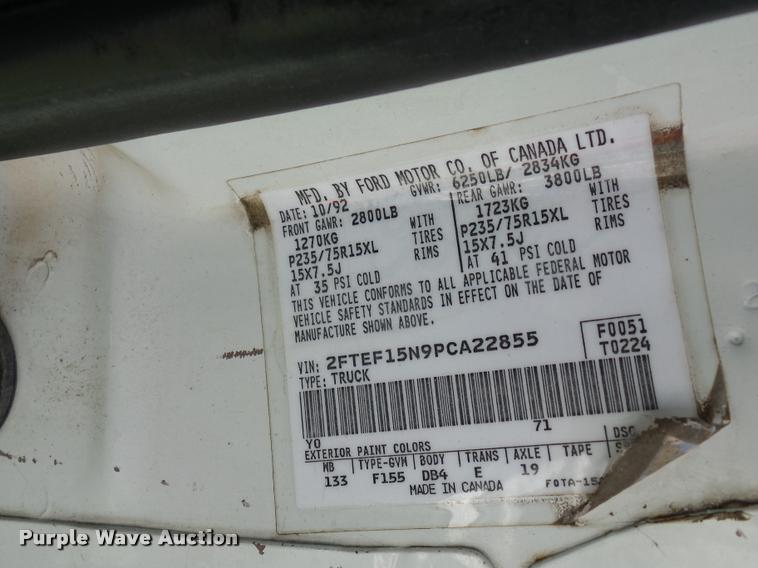 MFD. BY FORD MOTOR CO. OF CANADA LTD.
DATE: 10/92 GVWR: 6250LB/ 2834KG
FRONT GAWR: 2800LB REAR GAWR: 3800LB
1270KG WITH 1723KG WITH
P235/75R15XL TIRES P235/75R15XL TIRES
15X7.5J RIMS 15X7.5J RIMS
AT 35 PSI COLD AT 41 PSI COLD
THIS VEHICLE CONFORMS TO ALL APPLICABLE FEDERAL MOTOR
VEHICLE SAFETY STANDARDS IN EFFECT ON THE DATE OF
MANUFACTURE SHOWN ABOVE.
VIN: 2FTEF15N9PCA22855 F0051
TYPE: TRUCK T0224
YO 71
EXTERIOR PAINT COLORS DSO
WB TYPE-GVW BODY TRANS AXLE TAPE
133 F155 DB4 E 19
MADE IN CANADA
Purple Wave Auction